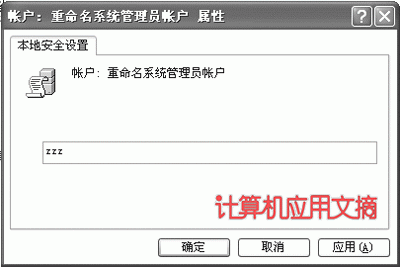 帐户: 重命名系统管理员帐户 属性
本地安全设置
帐户: 重命名系统管理员帐户
zzz
计算机应用文摘
确定
取消
应用(A)